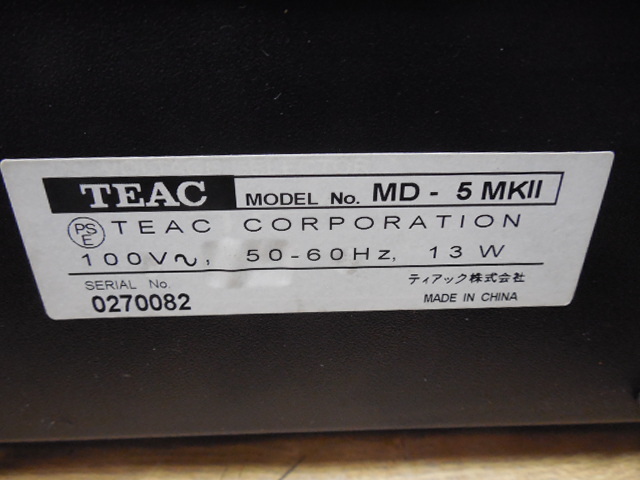 TEAC MODEL No. MD - 5 MKII
PS E TEAC CORPORATION
100V∿, 50-60Hz, 13 W
SERIAL No. ティアック株式会社
0270082 MADE IN CHINA